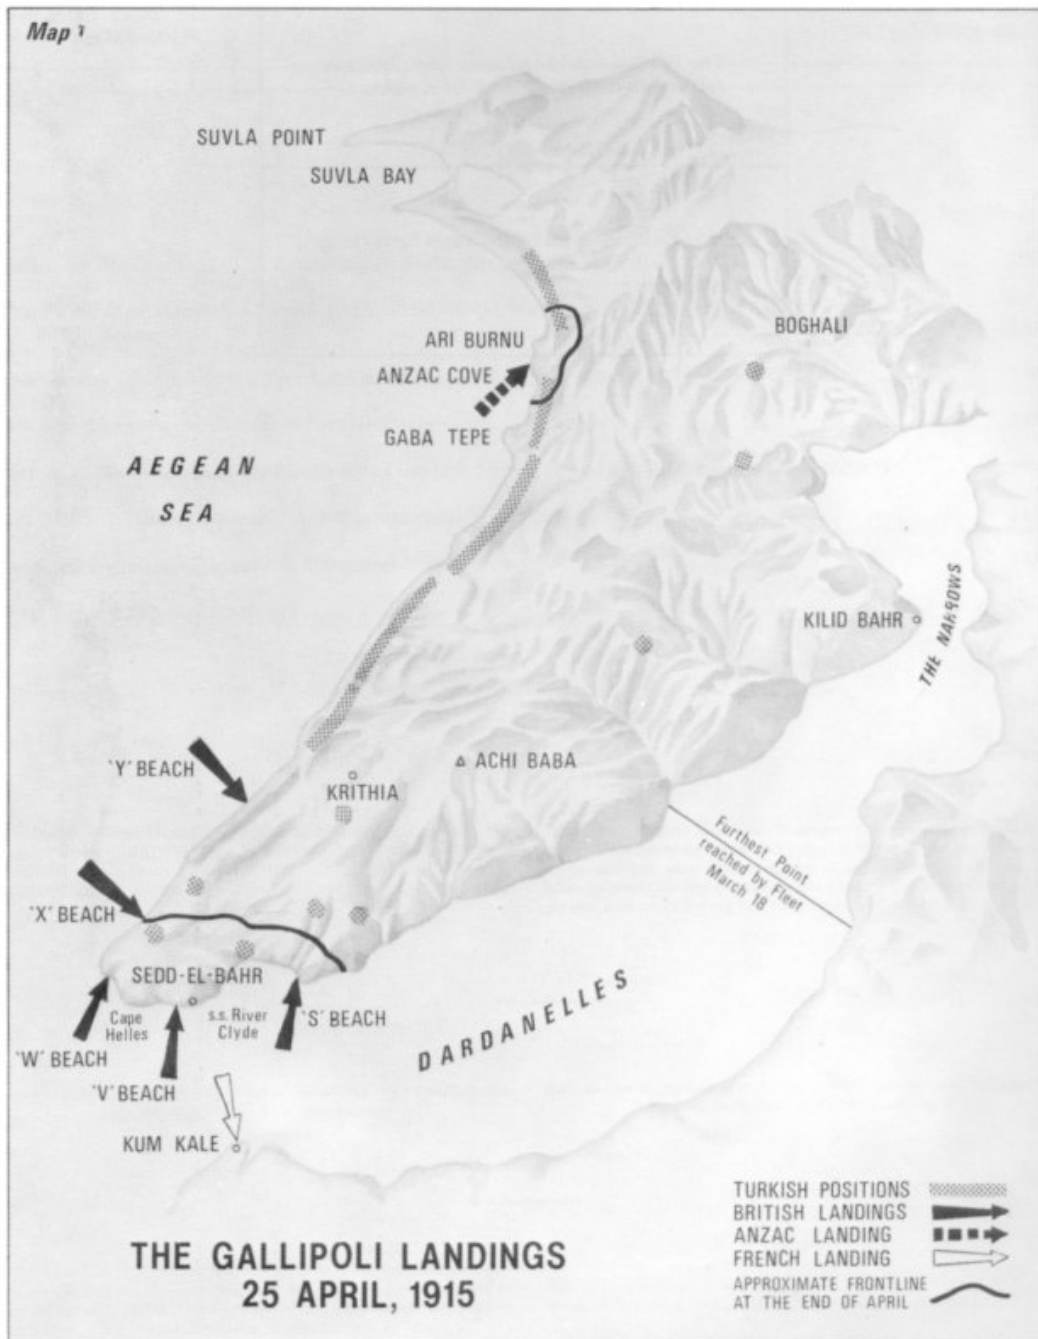 Map 1
SUVLA POINT
SUVLA BAY
ARI BURNU
BOGHALI
ANZAC COVE
GABA TEPE
AEGEAN
SEA
KILID BAHR
THE NARROWS
'Y' BEACH
ACHI BABA
KRITHIA
Furthest Point
reached by Fleet
March 18
'X' BEACH
SEDD-EL-BAHR
Cape
Helles
s.s. River
Clyde
'S' BEACH
'W' BEACH
'V' BEACH
DARDANELLES
KUM KALE
TURKISH POSITIONS
BRITISH LANDINGS
ANZAC LANDING
FRENCH LANDING
APPROXIMATE FRONTLINE
AT THE END OF APRIL
THE GALLIPOLI LANDINGS
25 APRIL, 1915